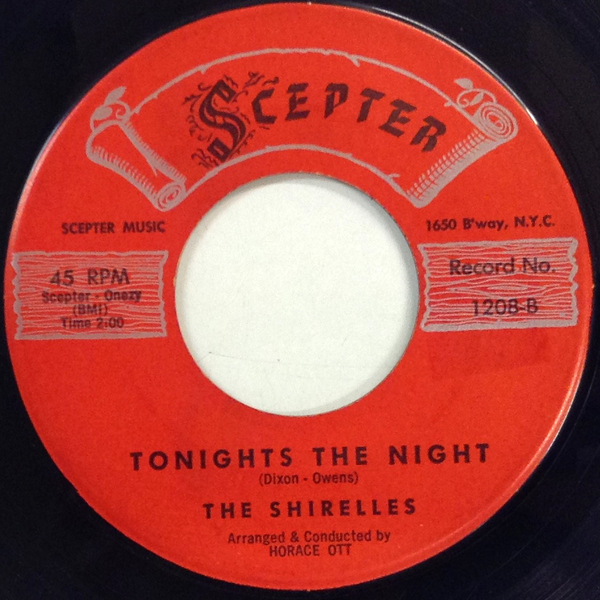 SCEPTER
SCEPTER MUSIC
1650 B'way, N.Y.C.
45 RPM
Scepter - Onezy
(BMI)
Time 2:00
Record No.
1208-B
TONIGHTS THE NIGHT
(Dixon - Owens)
THE SHIRELLES
Arranged & Conducted by
HORACE OTT